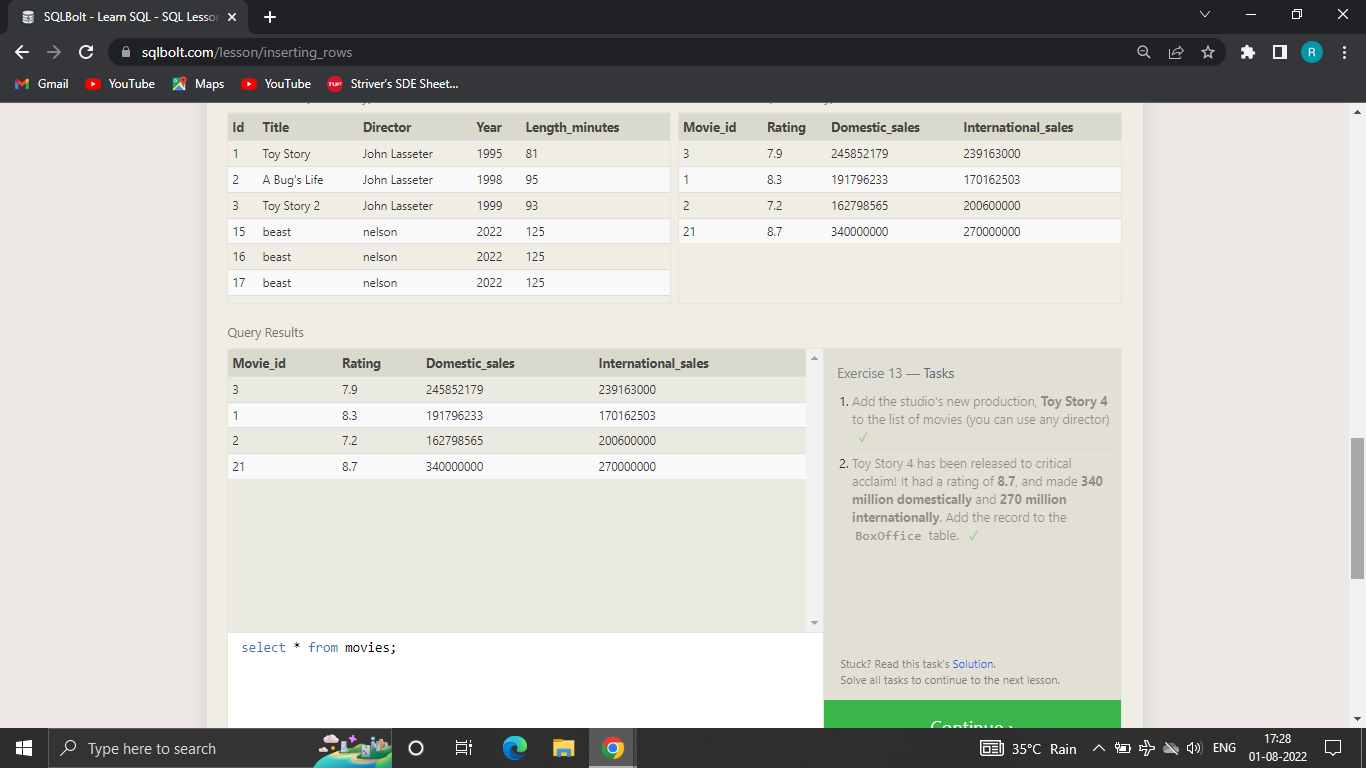 SQLBolt - Learn SQL - SQL Lesson
sqlbolt.com/lesson/inserting_rows
R
Gmail YouTube Maps YouTube TUF Striver's SDE Sheet...
Id Title Director Year Length_minutes
1 Toy Story John Lasseter 1995 81
2 A Bug's Life John Lasseter 1998 95
3 Toy Story 2 John Lasseter 1999 93
15 beast nelson 2022 125
16 beast nelson 2022 125
17 beast nelson 2022 125
Movie_id Rating Domestic_sales International_sales
3 7.9 245852179 239163000
1 8.3 191796233 170162503
2 7.2 162798565 200600000
21 8.7 340000000 270000000
Query Results
Movie_id Rating Domestic_sales International_sales
3 7.9 245852179 239163000
1 8.3 191796233 170162503
2 7.2 162798565 200600000
21 8.7 340000000 270000000
select * from movies;
Exercise 13 — Tasks
1. Add the studio's new production, Toy Story 4
to the list of movies (you can use any director)
✓
2. Toy Story 4 has been released to critical
acclaim! It had a rating of 8.7, and made 340
million domestically and 270 million
internationally. Add the record to the
BoxOffice table. ✓
Stuck? Read this task's Solution.
Solve all tasks to continue to the next lesson.
Continue ›
Type here to search
35°C Rain
ENG
17:28
01-08-2022